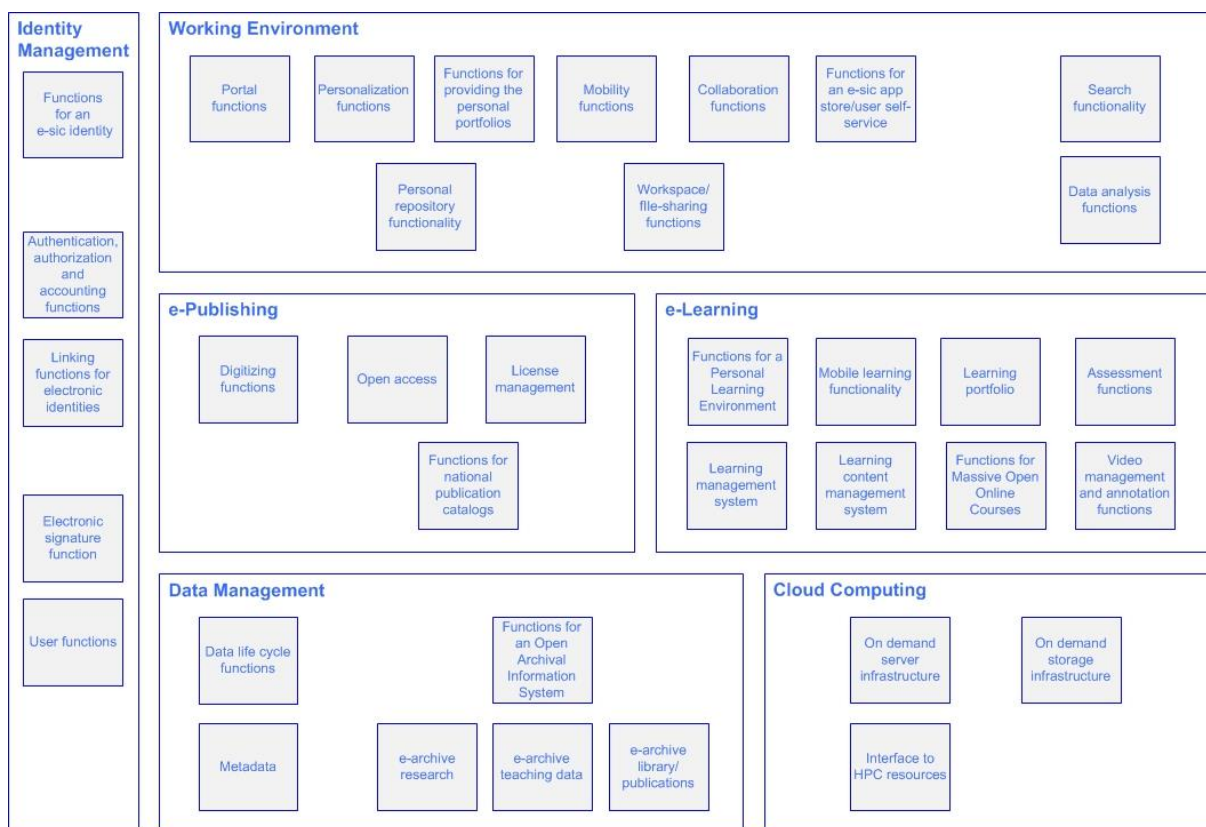 Identity
Management
Functions
for an
e-sic identity
Authentication,
authorization
and
accounting
functions
Linking
functions for
electronic
identities
Electronic
signature
function
User functions
Working Environment
Portal
functions
Personalization
functions
Functions for
providing the
personal
portfolios
Mobility
functions
Collaboration
functions
Functions for
an e-sic app
store/user self-
service
Search
functionality
Personal
repository
functionality
Workspace/
file-sharing
functions
Data analysis
functions
e-Publishing
Digitizing
functions
Open access
License
management
Functions for
national
publication
catalogs
e-Learning
Functions for a
Personal
Learning
Environment
Mobile learning
functionality
Learning
portfolio
Assessment
functions
Learning
management
system
Learning
content
management
system
Functions for
Massive Open
Online
Courses
Video
management
and annotation
functions
Data Management
Data life cycle
functions
Functions for
an Open
Archival
Information
System
Metadata
e-archive
research
e-archive
teaching data
e-archive
library/
publications
Cloud Computing
On demand
server
infrastructure
On demand
storage
infrastructure
Interface to
HPC resources